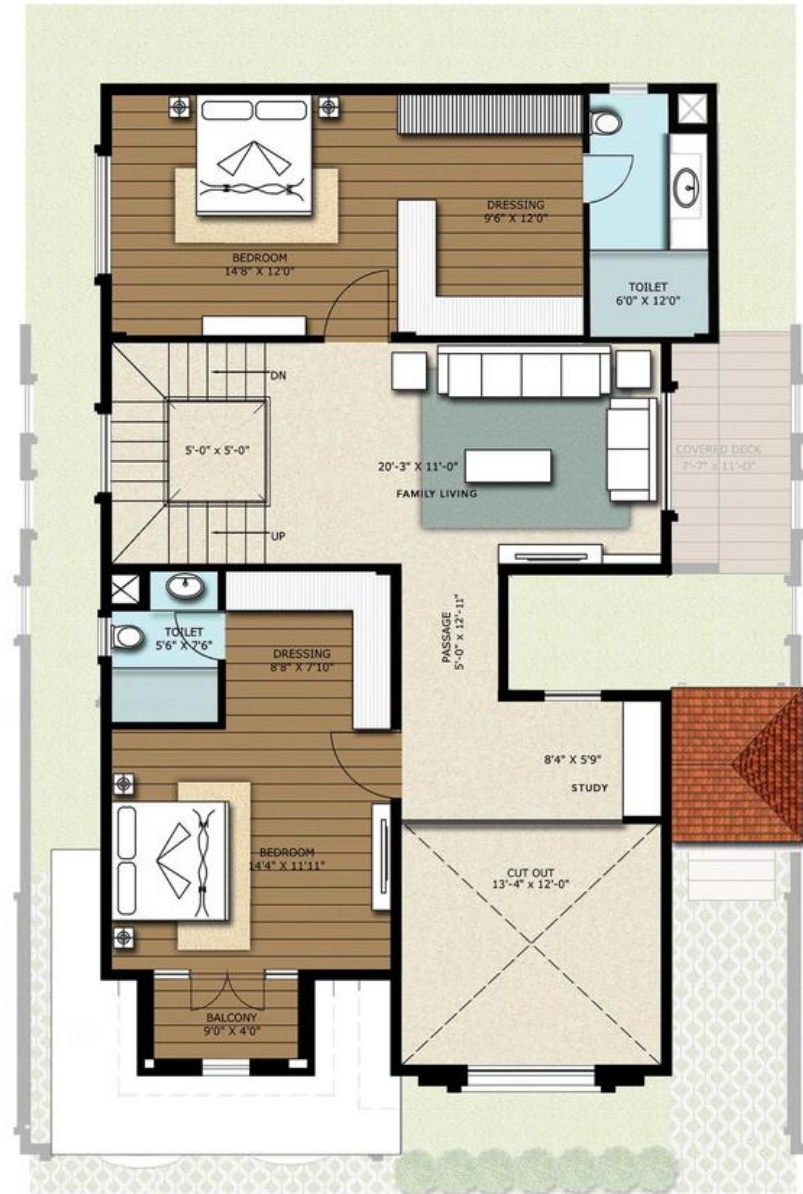 DRESSING
9'6" X 12'0"
BEDROOM
14'8" X 12'0"
TOILET
6'0" X 12'0"
DN
5'-0" x 5'-0"
20'-3" X 11'-0"
FAMILY LIVING
COVERED DECK
7'-7" x 11'-0"
UP
TOILET
5'6" X 7'6"
DRESSING
8'8" X 7'10"
PASSAGE
5'-0" X 12'-11"
8'4" X 5'9"
STUDY
BEDROOM
14'4" X 11'11"
CUT OUT
13'-4" x 12'-0"
BALCONY
9'0" X 4'0"